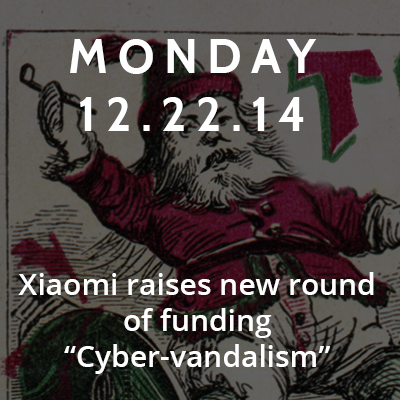 MONDAY
12.22.14
T
Xiaomi raises new round
of funding
“Cyber-vandalism”